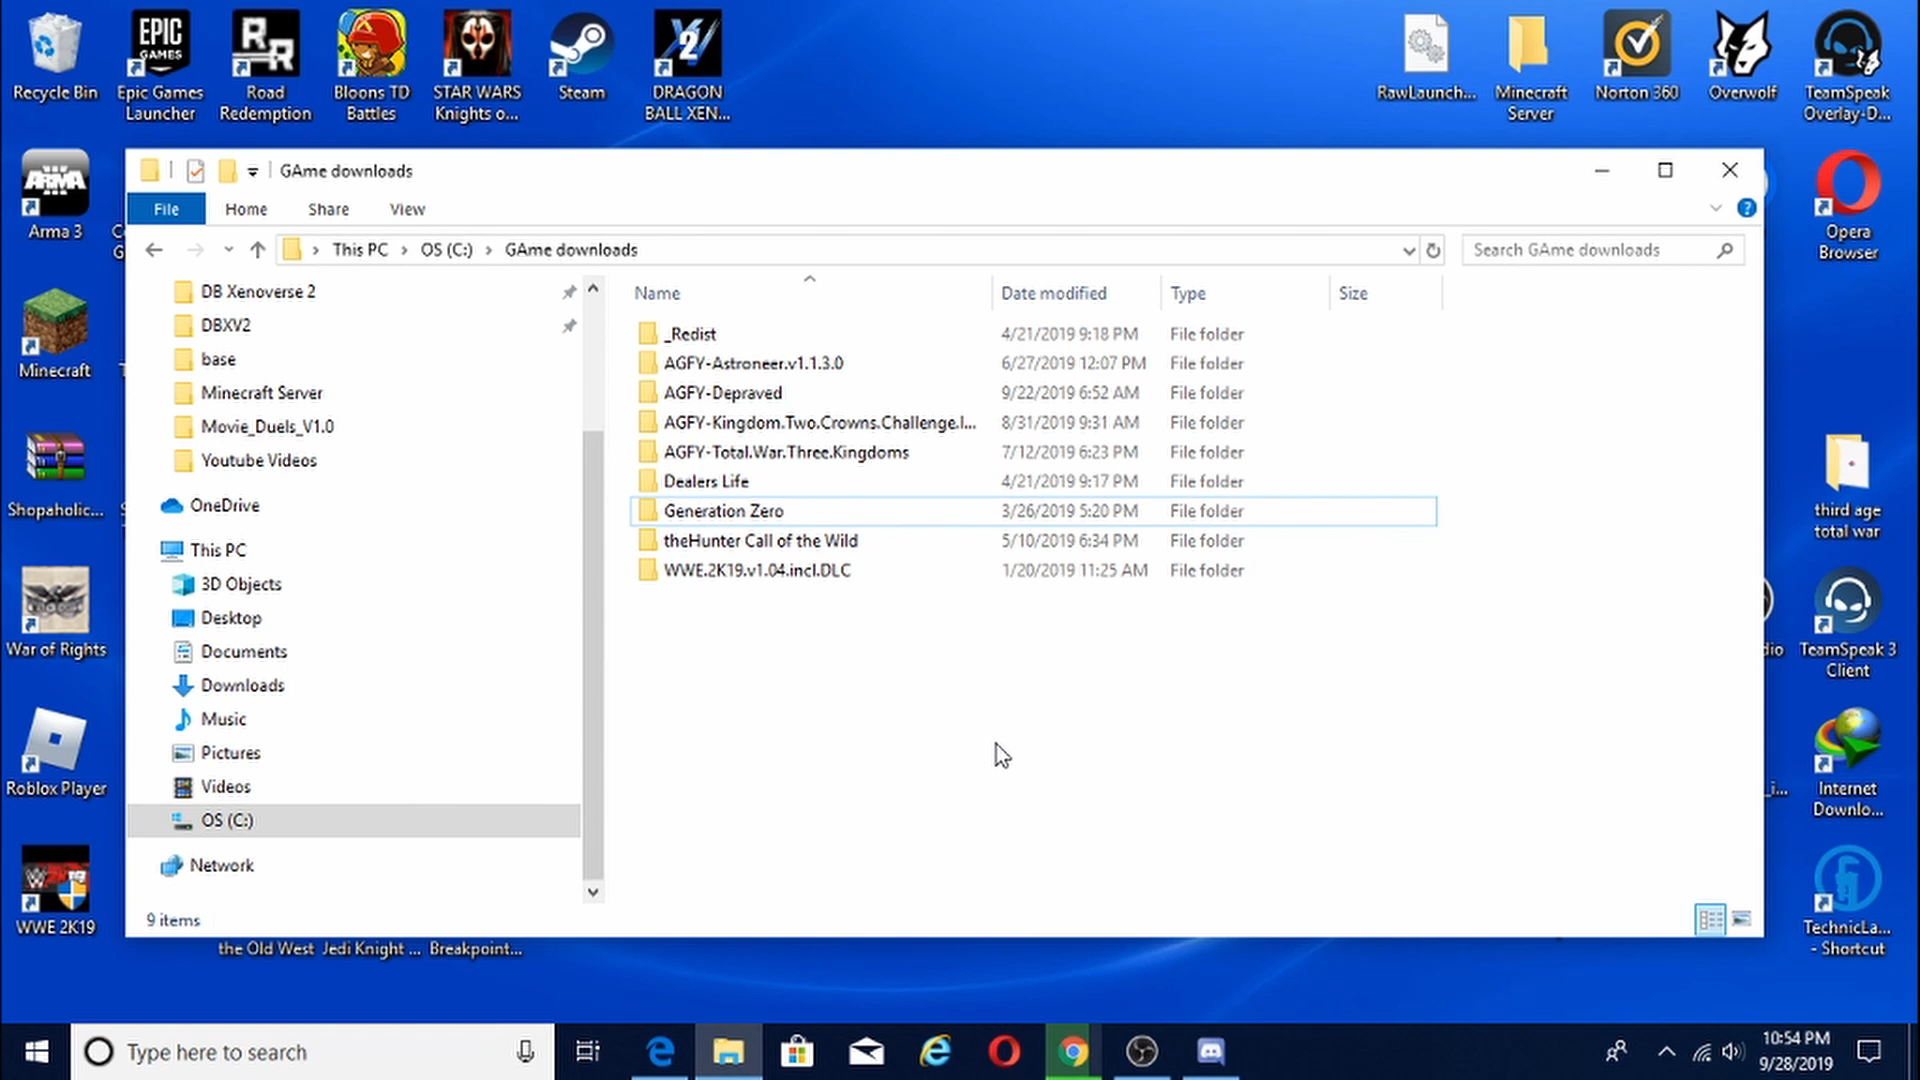 Recycle Bin
Epic Games
Launcher
Road
Redemption
Bloons TD
Battles
STAR WARS
Knights o...
Steam
DRAGON
BALL XEN...
RawLaunch...
Minecraft
Server
Norton 360
Overwolf
TeamSpeak
Overlay-D...
EPIC
GAMES
ARMA
Arma 3
Minecraft
Shopaholic...
War of Rights
Roblox Player
WWE 2K19
GAme downloads
File
Home
Share
View
This PC
OS (C:)
GAme downloads
Search GAme downloads
DB Xenoverse 2
DBXV2
base
Minecraft Server
Movie_Duels_V1.0
Youtube Videos
OneDrive
This PC
3D Objects
Desktop
Documents
Downloads
Music
Pictures
Videos
OS (C:)
Network
9 items
Name Date modified Type Size
_Redist 4/21/2019 9:18 PM File folder
AGFY-Astroneer.v1.1.3.0 6/27/2019 12:07 PM File folder
AGFY-Depraved 9/22/2019 6:52 AM File folder
AGFY-Kingdom.Two.Crowns.Challenge.I... 8/31/2019 9:31 AM File folder
AGFY-Total.War.Three.Kingdoms 7/12/2019 6:23 PM File folder
Dealers Life 4/21/2019 9:17 PM File folder
Generation Zero 3/26/2019 5:20 PM File folder
theHunter Call of the Wild 5/10/2019 6:34 PM File folder
WWE.2K19.v1.04.incl.DLC 1/20/2019 11:25 AM File folder
Opera
Browser
third age
total war
TeamSpeak 3
Client
Internet
Downlo...
TechnicLa...
- Shortcut
the Old West
Jedi Knight ...
Breakpoint...
Type here to search
10:54 PM
9/28/2019